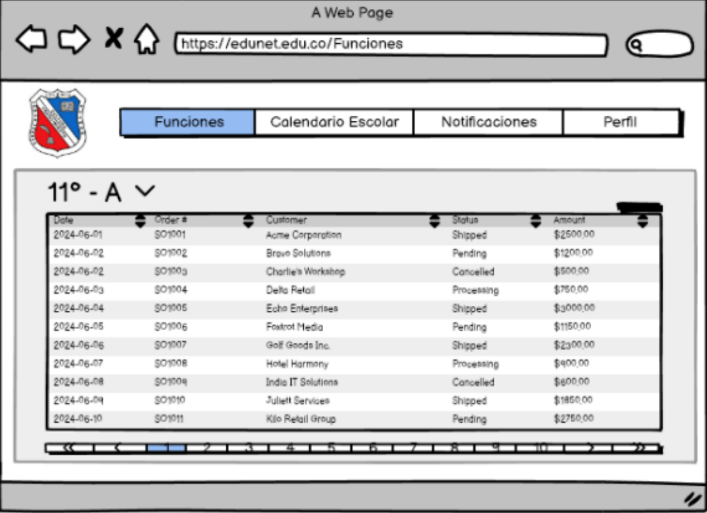 A Web Page
https://edunet.edu.co/Funciones
Funciones Calendario Escolar Notificaciones Perfil
11° - A
Date Order # Customer Status Amount
2024-06-01 SO1001 Acme Corporation Shipped $2500.00
2024-06-02 SO1002 Bravo Solutions Pending $1200.00
2024-06-02 SO1003 Charlie's Workshop Cancelled $500.00
2024-06-03 SO1004 Delta Retail Processing $750.00
2024-06-04 SO1005 Echo Enterprises Shipped $3000.00
2024-06-05 SO1006 Foxtrot Media Pending $1150.00
2024-06-06 SO1007 Golf Goods Inc. Shipped $2300.00
2024-06-07 SO1008 Hotel Harmony Processing $900.00
2024-06-08 SO1009 India IT Solutions Cancelled $600.00
2024-06-09 SO1010 Juliett Services Shipped $1850.00
2024-06-10 SO1011 Kilo Retail Group Pending $2750.00
« < 1 2 3 4 5 6 7 8 9 10 > »